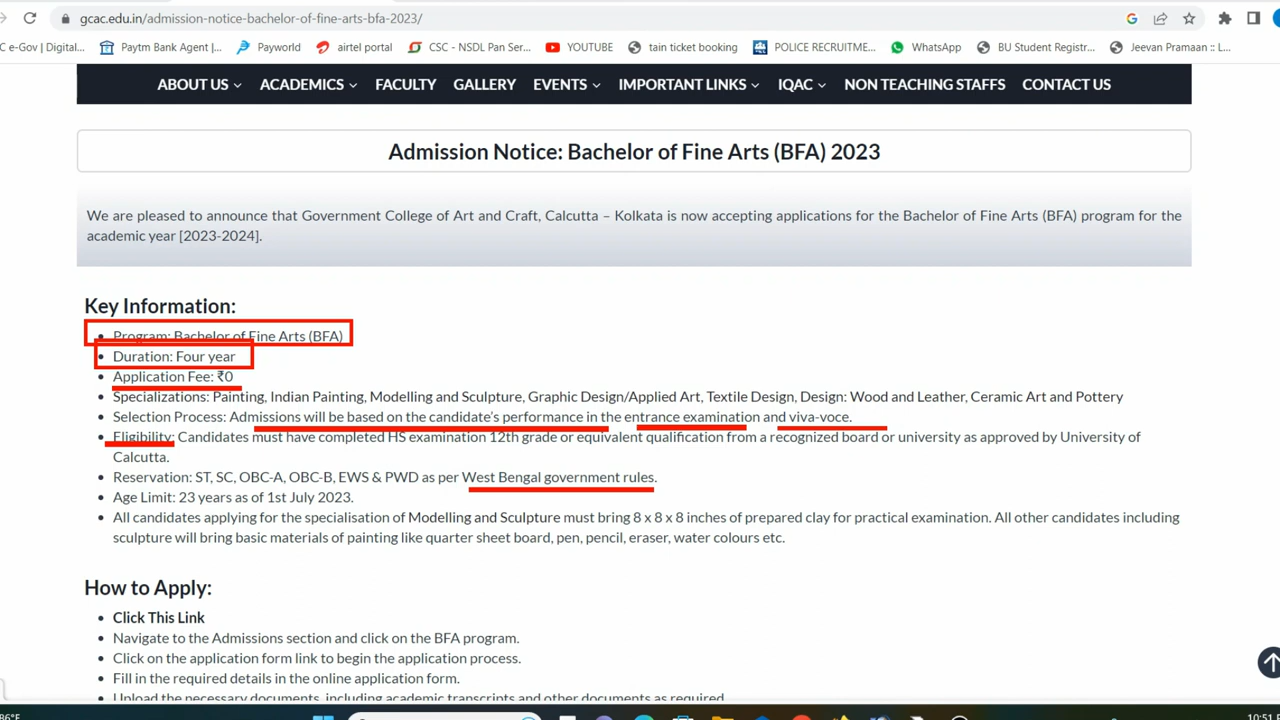 gcac.edu.in/admission-notice-bachelor-of-fine-arts-bfa-2023/
C e-Gov | Digital... Paytm Bank Agent |... Payworld airtel portal CSC - NSDL Pan Ser... YOUTUBE tain ticket booking POLICE RECRUITME... WhatsApp BU Student Registr... Jeevan Pramaan :: L...
ABOUT US ACADEMICS FACULTY GALLERY EVENTS IMPORTANT LINKS IQAC NON TEACHING STAFFS CONTACT US
Admission Notice: Bachelor of Fine Arts (BFA) 2023
We are pleased to announce that Government College of Art and Craft, Calcutta – Kolkata is now accepting applications for the Bachelor of Fine Arts (BFA) program for the
academic year [2023-2024].
Key Information:
• Program: Bachelor of Fine Arts (BFA)
• Duration: Four year
• Application Fee: ₹0
• Specializations: Painting, Indian Painting, Modelling and Sculpture, Graphic Design/Applied Art, Textile Design, Design: Wood and Leather, Ceramic Art and Pottery
• Selection Process: Admissions will be based on the candidate's performance in the entrance examination and viva-voce.
• Eligibility: Candidates must have completed HS examination 12th grade or equivalent qualification from a recognized board or university as approved by University of
Calcutta.
• Reservation: ST, SC, OBC-A, OBC-B, EWS & PWD as per West Bengal government rules.
• Age Limit: 23 years as of 1st July 2023.
• All candidates applying for the specialisation of Modelling and Sculpture must bring 8 x 8 x 8 inches of prepared clay for practical examination. All other candidates including
sculpture will bring basic materials of painting like quarter sheet board, pen, pencil, eraser, water colours etc.
How to Apply:
• Click This Link
• Navigate to the Admissions section and click on the BFA program.
• Click on the application form link to begin the application process.
• Fill in the required details in the online application form.
• Upload the necessary documents, including academic transcripts and other documents as required.
86°F 10:51